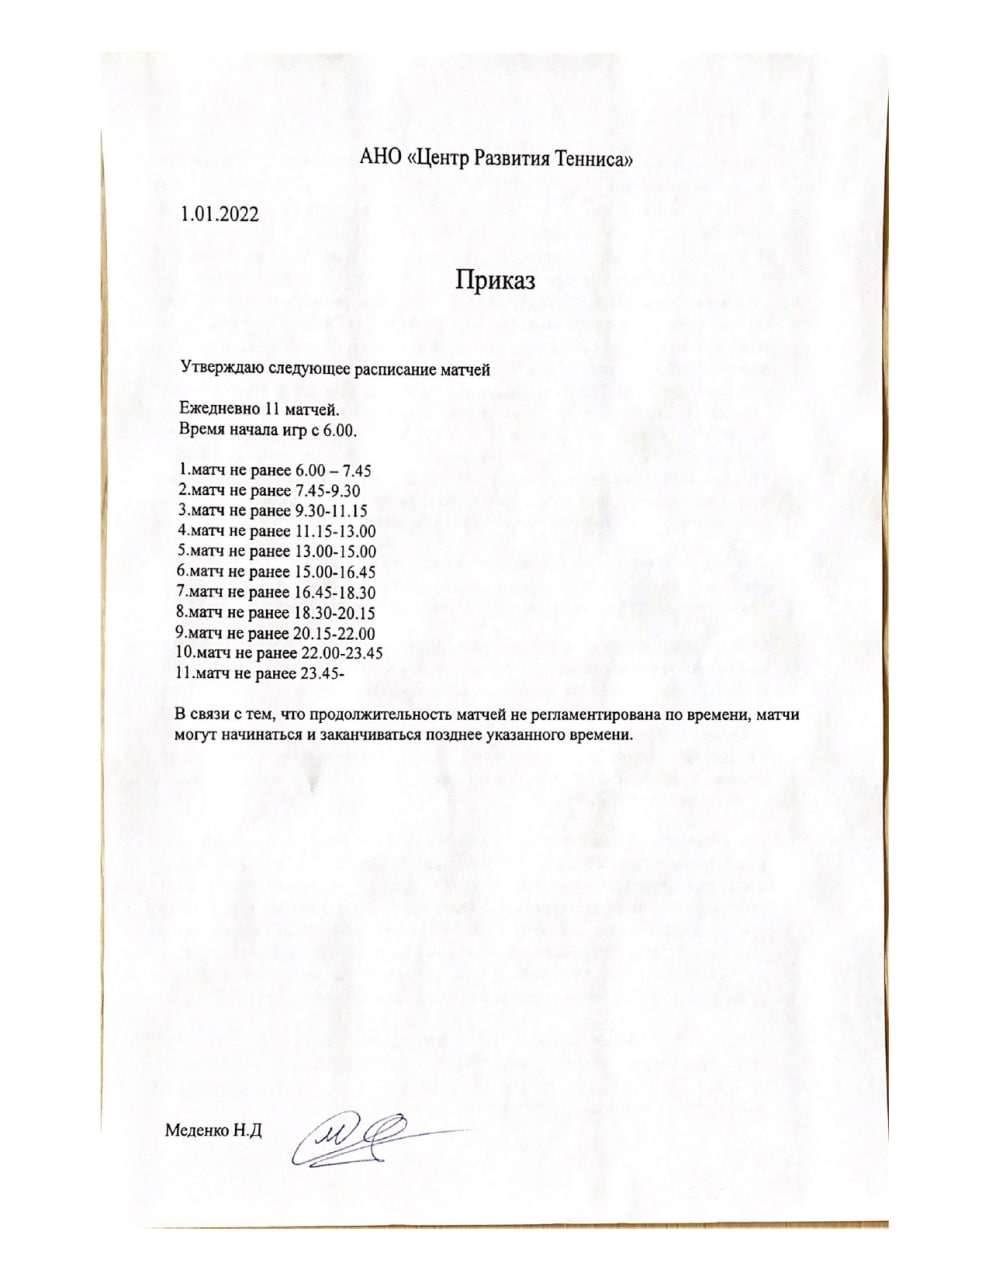 АНО «Центр Развития Тенниса»
1.01.2022
Приказ
Утверждаю следующее расписание матчей
Ежедневно 11 матчей.
Время начала игр с 6.00.
1.матч не ранее 6.00 – 7.45
2.матч не ранее 7.45-9.30
3.матч не ранее 9.30-11.15
4.матч не ранее 11.15-13.00
5.матч не ранее 13.00-15.00
6.матч не ранее 15.00-16.45
7.матч не ранее 16.45-18.30
8.матч не ранее 18.30-20.15
9.матч не ранее 20.15-22.00
10.матч не ранее 22.00-23.45
11.матч не ранее 23.45-
В связи с тем, что продолжительность матчей не регламентирована по времени, матчи
могут начинаться и заканчиваться позднее указанного времени.
Меденко Н.Д